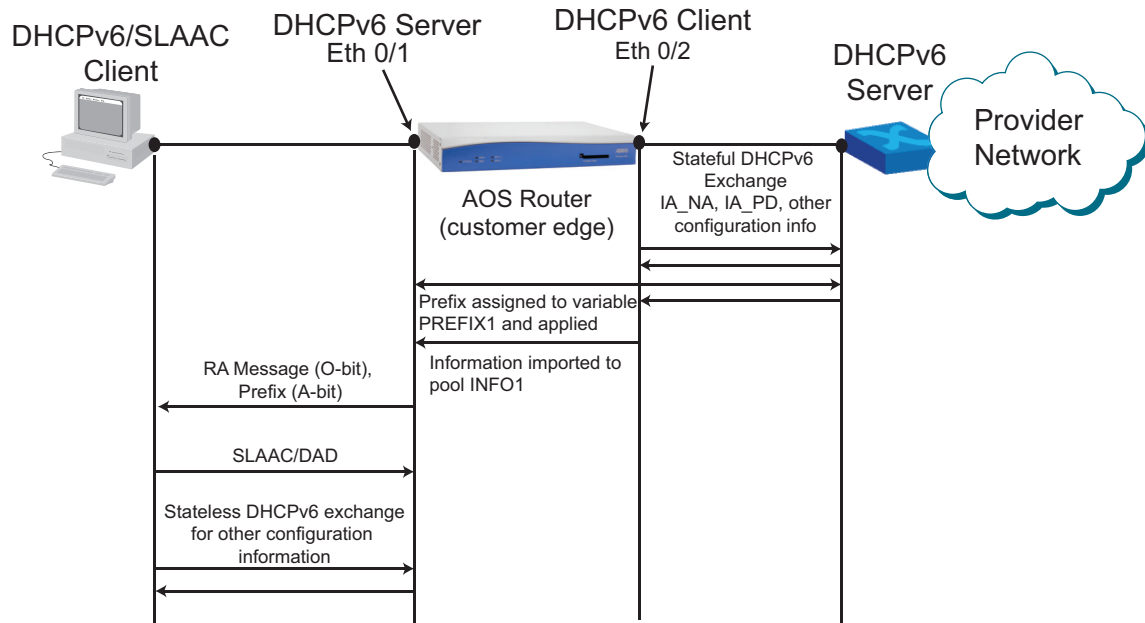 DHCPv6/SLAAC
Client
DHCPv6 Server
Eth 0/1
DHCPv6 Client
Eth 0/2
DHCPv6
Server
Provider
Network
AOS Router
(customer edge)
Stateful DHCPv6
Exchange
IA_NA, IA_PD, other
configuration info
Prefix assigned to variable
PREFIX1 and applied
Information imported to
pool INFO1
RA Message (O-bit),
Prefix (A-bit)
SLAAC/DAD
Stateless DHCPv6 exchange
for other configuration
information